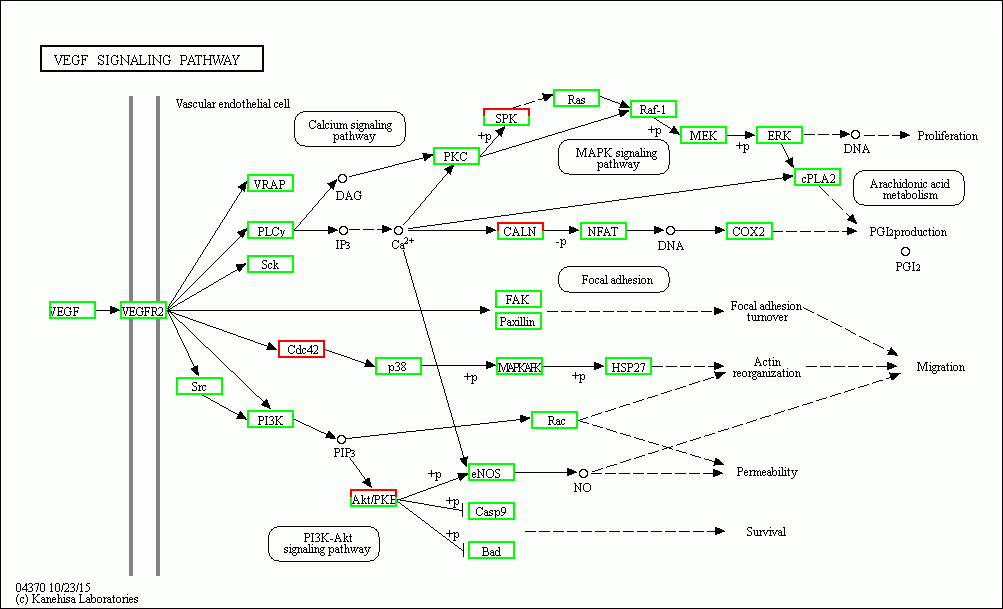 VEGF SIGNALING PATHWAY
Vascular endothelial cell
Calcium signaling
pathway
SPK
+p
Ras
Raf-1
+p
MEK
+p
ERK
DNA
Proliferation
PKC
MAPK signaling
pathway
cPLA2
Arachidonic acid
metabolism
VRAP
DAG
PLCγ
IP3
Ca2+
CALN
-p
NFAT
DNA
COX2
PGI2production
PGI2
Sck
Focal adhesion
VEGF
VEGFR2
FAK
Paxillin
Focal adhesion
turnover
Cdc42
p38
+p
MAPKAPK
+p
HSP27
Actin
reorganization
Migration
Src
PI3K
PIP3
Rac
+p
eNOS
NO
Permeability
Akt/PKB
+p
Casp9
+p
Bad
Survival
PI3K-Akt
signaling pathway
04370 10/23/15
(c) Kanehisa Laboratories